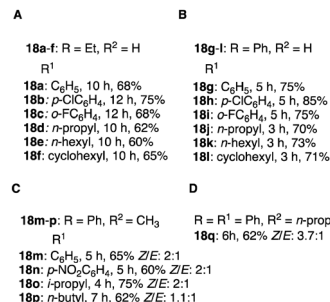 A
18a-f: R = Et, R² = H
R¹
18a: C₆H₅, 10 h, 68%
18b: p-ClC₆H₄, 12 h, 75%
18c: o-FC₆H₄, 12 h, 68%
18d: n-propyl, 10 h, 62%
18e: n-hexyl, 10 h, 60%
18f: cyclohexyl, 10 h, 65%
B
18g-l: R = Ph, R² = H
R¹
18g: C₆H₅, 5 h, 75%
18h: p-ClC₆H₄, 5 h, 85%
18i: o-FC₆H₄, 5 h, 75%
18j: n-propyl, 3 h, 70%
18k: n-hexyl, 3 h, 73%
18l: cyclohexyl, 3 h, 71%
C
18m-p: R = Ph, R² = CH₃
R¹
18m: C₆H₅, 5 h, 65% Z/E: 2:1
18n: p-NO2C₆H₄, 5 h, 60% Z/E: 2:1
18o: i-propyl, 4 h, 75% Z/E: 2:1
18p: n-butyl, 7 h, 62% Z/E: 1.1:1
D
R = R¹ = Ph, R² = n-prop
18q: 6h, 62% Z/E: 3.7:1